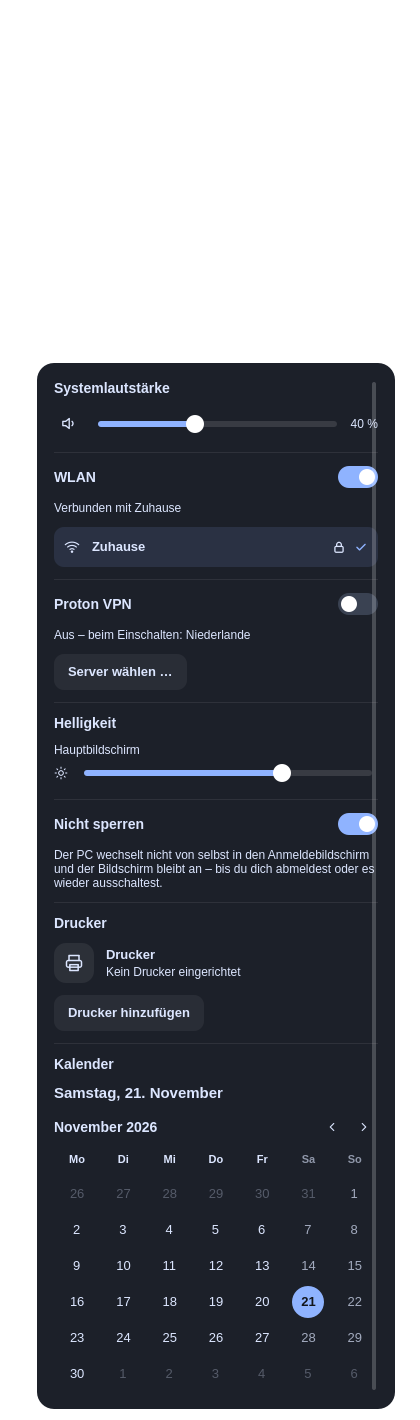 Systemlautstärke
40 %
WLAN
Verbunden mit Zuhause
Zuhause
Proton VPN
Aus – beim Einschalten: Niederlande
Server wählen …
Helligkeit
Hauptbildschirm
Nicht sperren
Der PC wechselt nicht von selbst in den Anmeldebildschirm
und der Bildschirm bleibt an – bis du dich abmeldest oder es
wieder ausschaltest.
Drucker
Drucker
Kein Drucker eingerichtet
Drucker hinzufügen
Kalender
Samstag, 21. November
November 2026
Mo Di Mi Do Fr Sa So
26 27 28 29 30 31 1
2 3 4 5 6 7 8
9 10 11 12 13 14 15
16 17 18 19 20 21 22
23 24 25 26 27 28 29
30 1 2 3 4 5 6